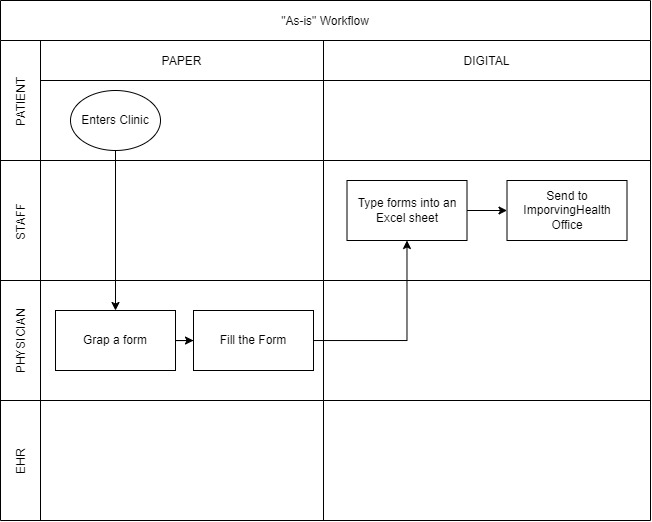 "As-is" Workflow
PAPER
DIGITAL
PATIENT
Enters Clinic
STAFF
Type forms into an
Excel sheet
Send to
ImporvingHealth
Office
PHYSICIAN
Grap a form
Fill the Form
EHR